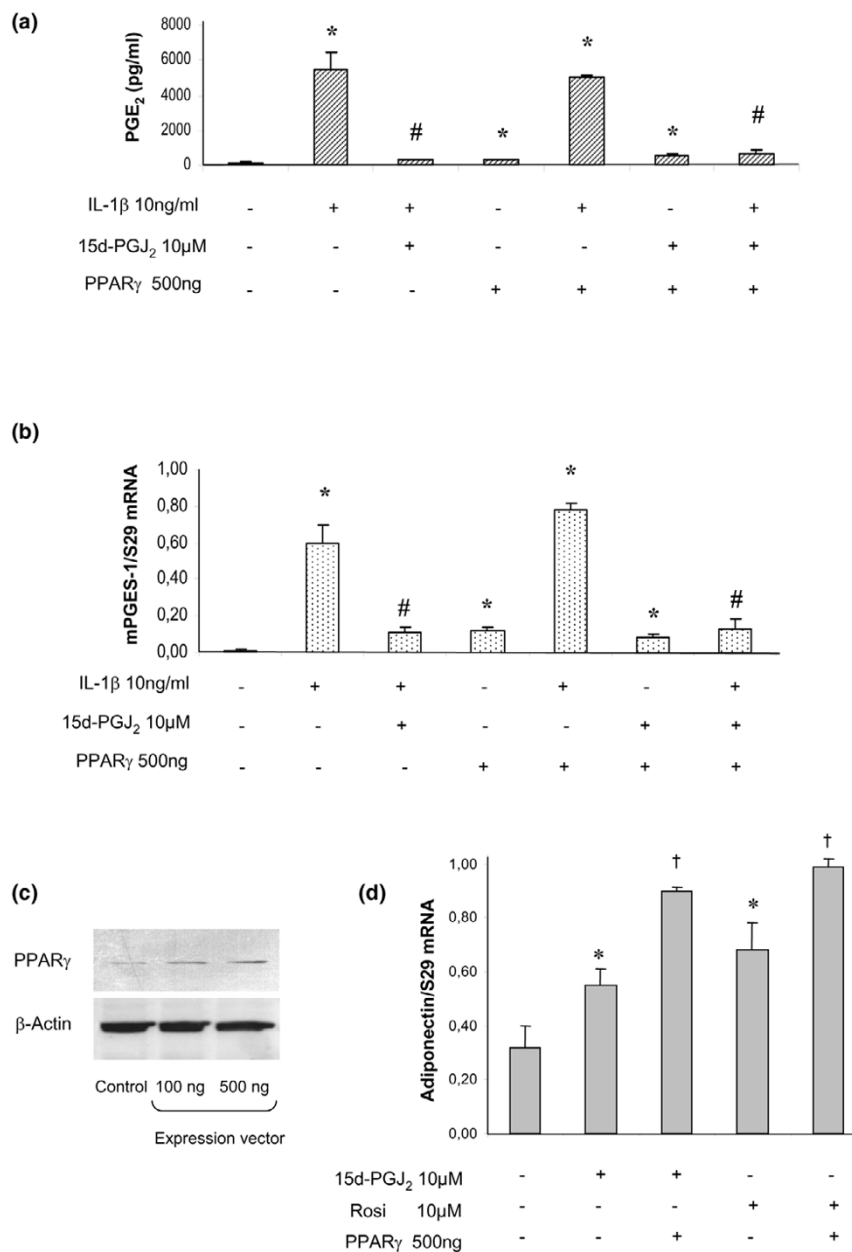 (a)
PGE2 (pg/ml)
8000
6000
4000
2000
0
* # * * * #
IL-1β 10ng/ml - + + - + - +
15d-PGJ2 10µM - - + - - + +
PPARγ 500ng - - - + + + +
(b)
mPGES-1/S29 mRNA
1,00
0,80
0,60
0,40
0,20
0,00
* # * * * #
IL-1β 10ng/ml - + + - + - +
15d-PGJ2 10µM - - + - - + +
PPARγ 500ng - - - + + + +
(c)
PPARγ
β-Actin
Control 100 ng 500 ng
Expression vector
(d)
Adiponectin/S29 mRNA
1,00
0,80
0,60
0,40
0,20
0,00
* † * †
15d-PGJ2 10µM - + + - -
Rosi 10µM - - - + +
PPARγ 500ng - - + - +